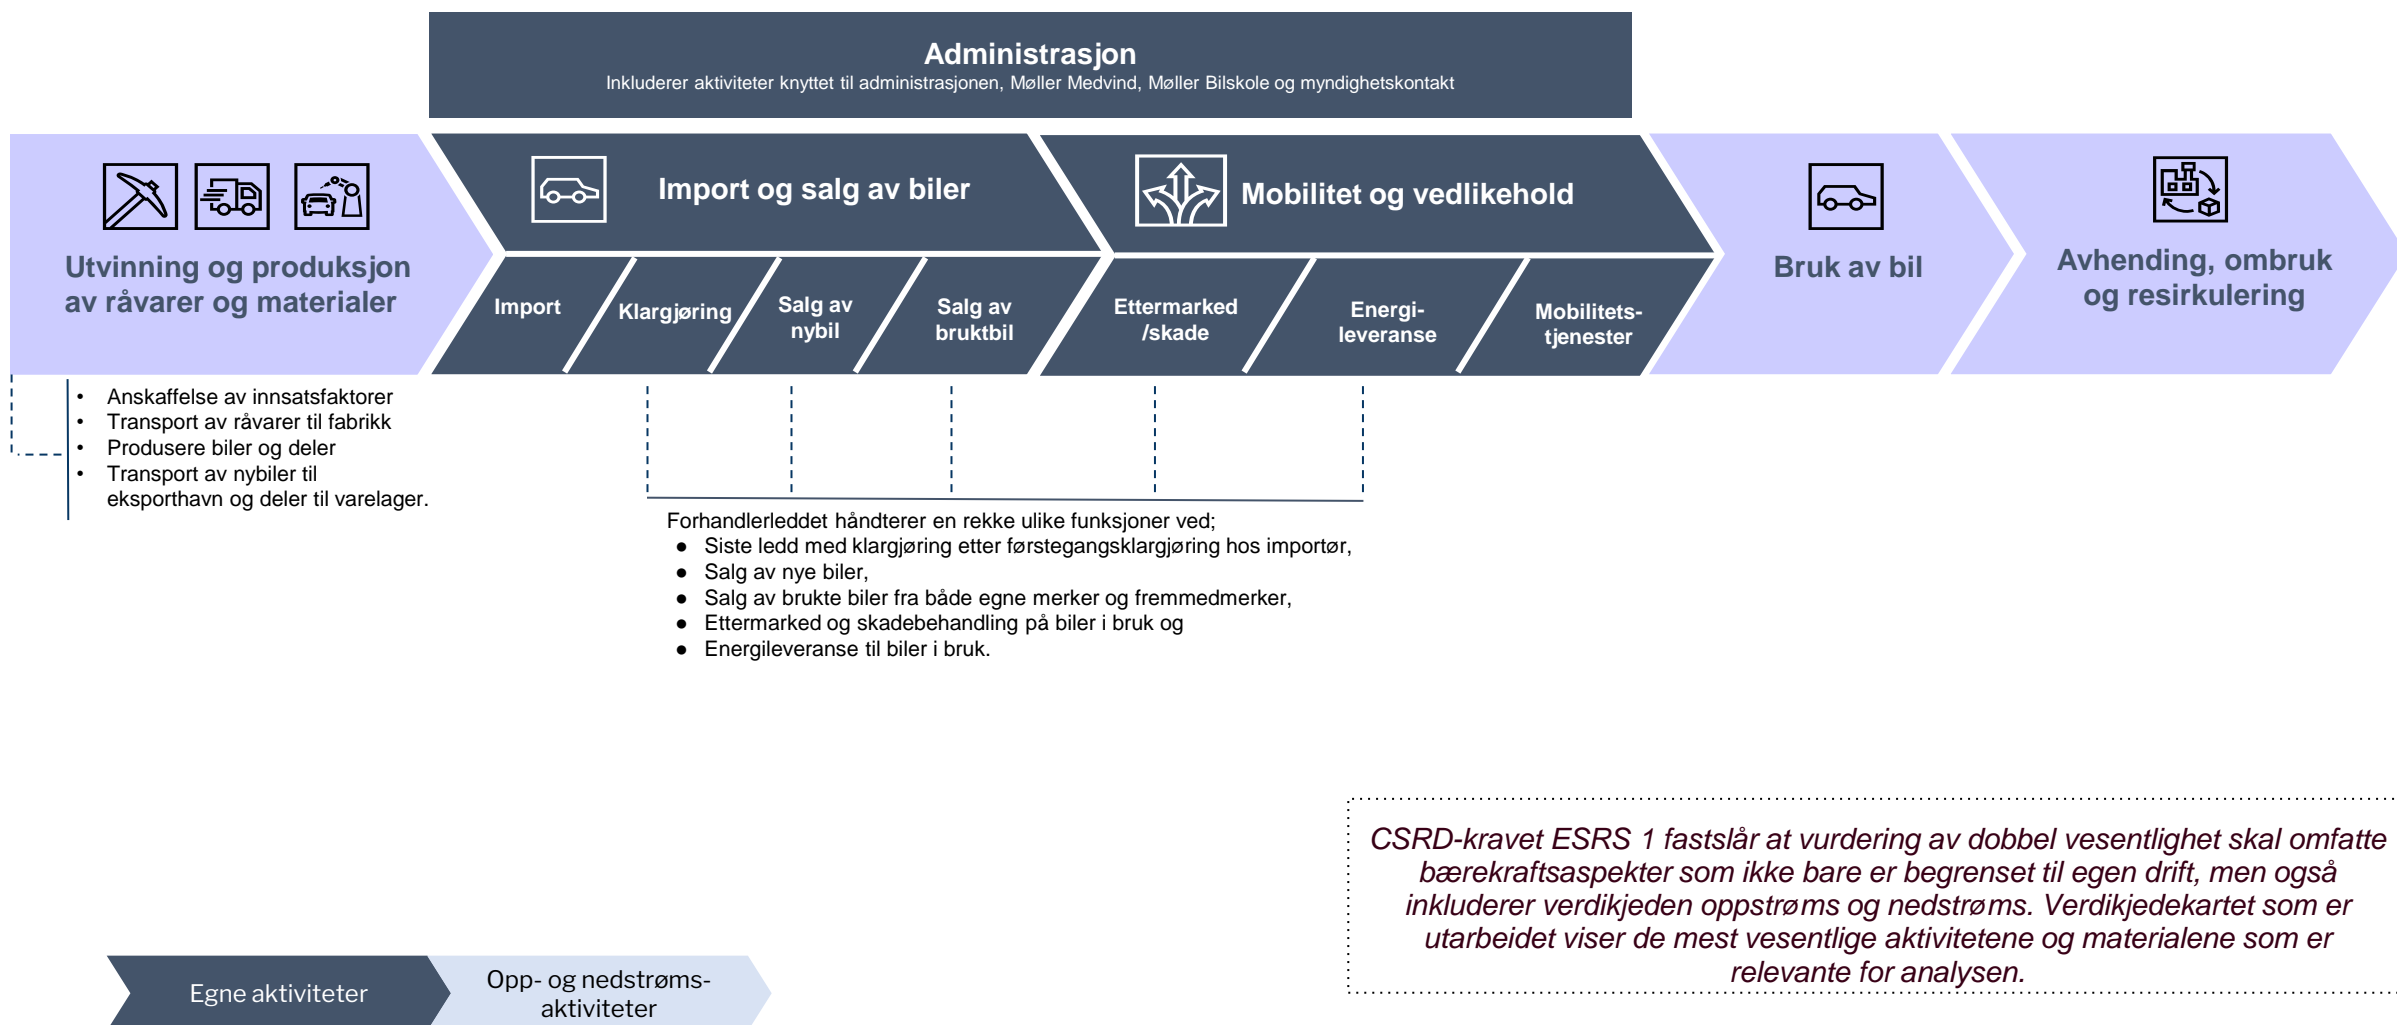 Administrasjon
Inkluderer aktiviteter knyttet til administrasjonen, Møller Medvind, Møller Bilskole og myndighetskontakt
Utvinning og produksjon
av råvarer og materialer
Import og salg av biler
Mobilitet og vedlikehold
Bruk av bil
Avhending, ombruk
og resirkulering
Import
Klargjøring
Salg av
nybil
Salg av
bruktbil
Ettermarked
/skade
Energi-
leveranse
Mobilitets-
tjenester
• Anskaffelse av innsatsfaktorer
• Transport av råvarer til fabrikk
• Produsere biler og deler
• Transport av nybiler til
eksporthavn og deler til varelager.
Forhandlerleddet håndterer en rekke ulike funksjoner ved;
● Siste ledd med klargjøring etter førstegangsklargjøring hos importør,
● Salg av nye biler,
● Salg av brukte biler fra både egne merker og fremmedmerker,
● Ettermarked og skadebehandling på biler i bruk og
● Energileveranse til biler i bruk.
CSRD-kravet ESRS 1 fastslår at vurdering av dobbel vesentlighet skal omfatte
bærekraftsaspekter som ikke bare er begrenset til egen drift, men også
inkluderer verdikjeden oppstrøms og nedstrøms. Verdikjedekartet som er
utarbeidet viser de mest vesentlige aktivitetene og materialene som er
relevante for analysen.
Egne aktiviteter
Opp- og nedstrøms-
aktiviteter